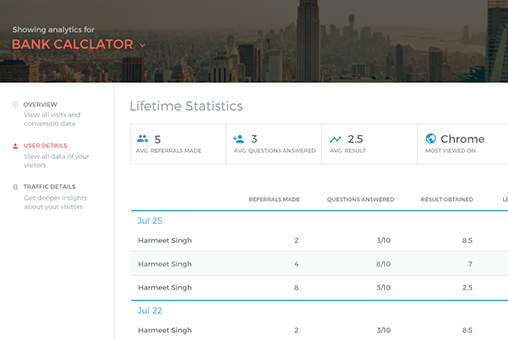 Showing analytics for
BANK CALCLATOR
OVERVIEW
View all visits and
conversion data
USER DETAILS
View all data of your
visitors
TRAFFIC DETAILS
Get deeper Insights
about your visitors
Lifetime Statistics
5
AVG. REFERRALS MADE
3
AVG. QUESTIONS ANSWERED
2.5
AVG. RESULT
Chrome
MOST VIEWED ON
REFERRALS MADE QUESTIONS ANSWERED RESULT OBTAINED LE
Jul 25
Harmeet Singh 2 3/10 8.5
Harmeet Singh 4 8/10 7
Harmeet Singh 8 5/10 2.5
Jul 22
Harmeet Singh 2 3/10 8.5